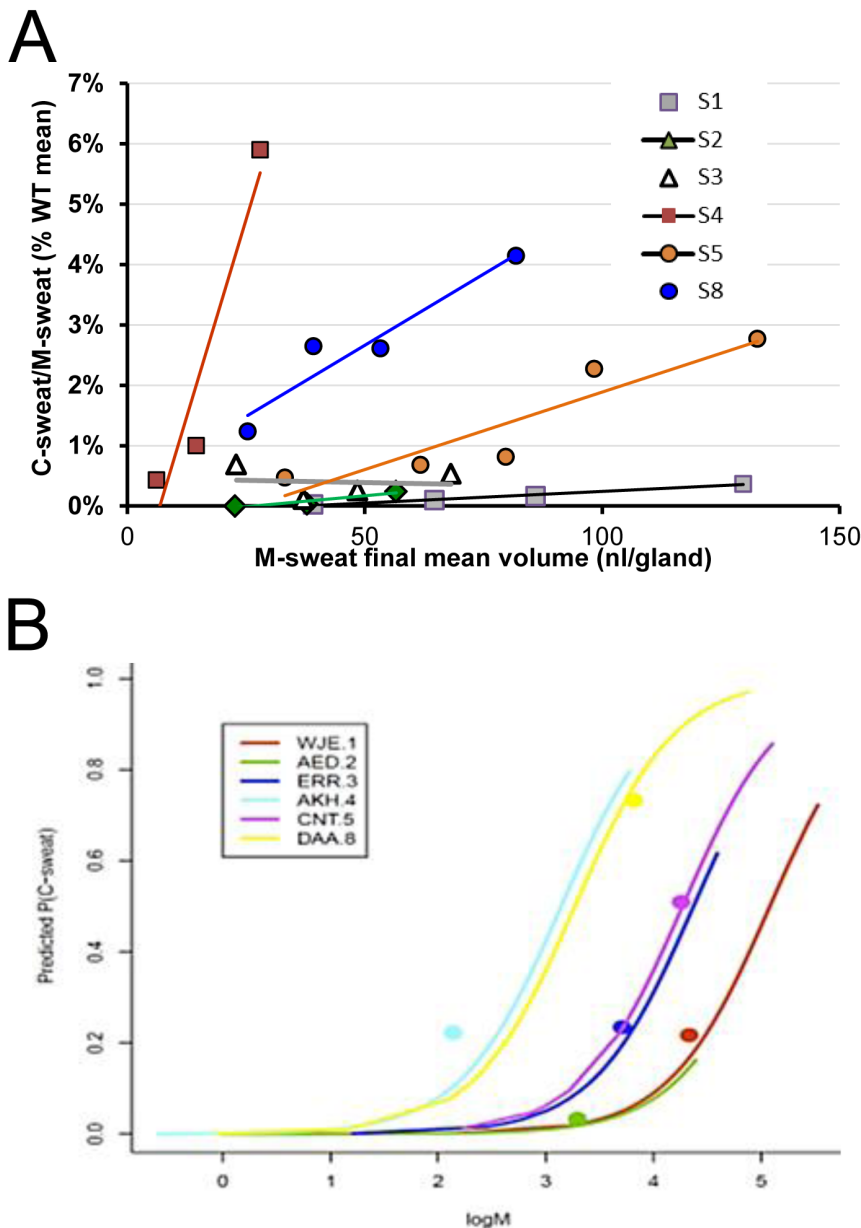 A
C-sweat/M-sweat (% WT mean)
7%
6%
5%
4%
3%
2%
1%
0%
0
50
100
150
M-sweat final mean volume (nl/gland)
S1
S2
S3
S4
S5
S8
B
Predicted P(C-sweat)
1.0
0.8
0.6
0.4
0.2
0.0
WJE.1
AED.2
ERR.3
AKH.4
CNT.5
DAA.8
0
1
2
3
4
5
logM